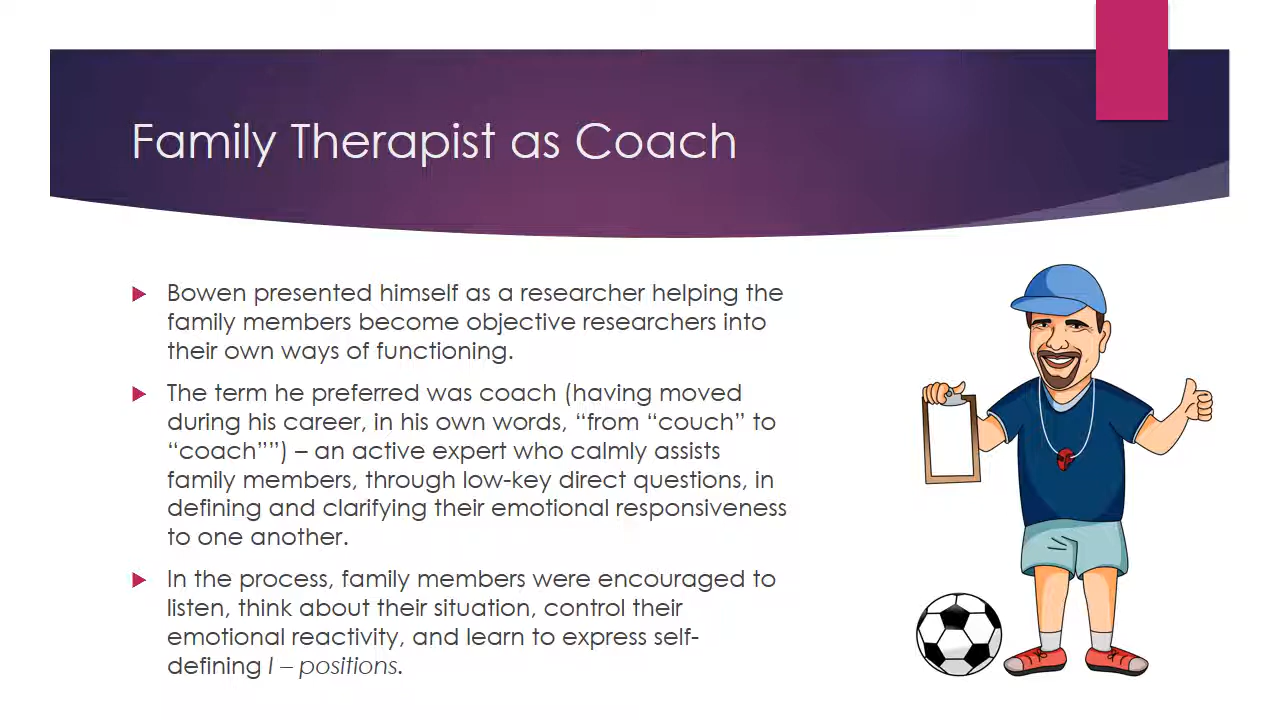 Family Therapist as Coach
Bowen presented himself as a researcher helping the
family members become objective researchers into
their own ways of functioning.
The term he preferred was coach (having moved
during his career, in his own words, “from “couch” to
“coach””) – an active expert who calmly assists
family members, through low-key direct questions, in
defining and clarifying their emotional responsiveness
to one another.
In the process, family members were encouraged to
listen, think about their situation, control their
emotional reactivity, and learn to express self-
defining I – positions.